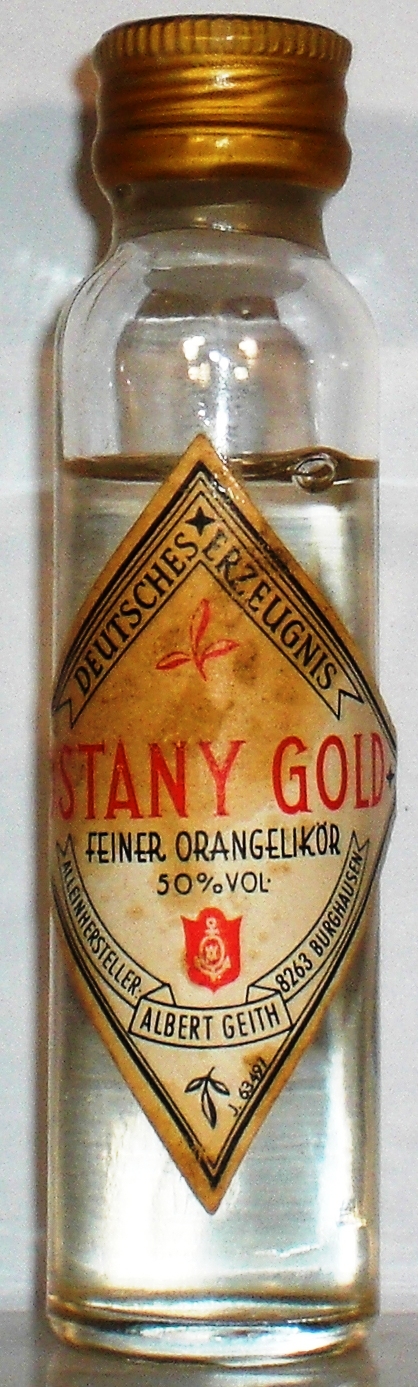 DEUTSCHES ERZEUGNIS
STANY GOLD
FEINER ORANGELIKÖR
50% VOL.
ALLEINHERSTELLER.
ALBERT GEITH
8263 BURGHAUSEN